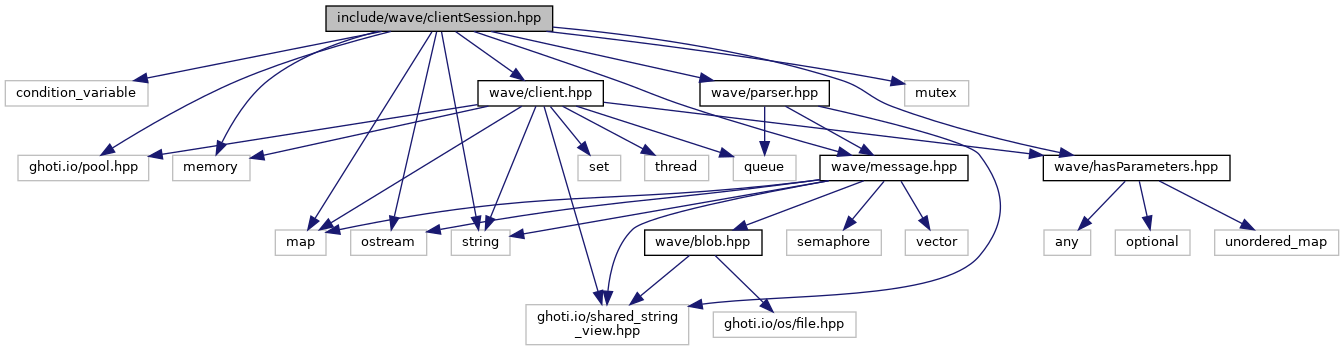 include/wave/clientSession.hpp
condition_variable
wave/client.hpp
wave/parser.hpp
mutex
ghoti.io/pool.hpp
memory
set
thread
queue
wave/message.hpp
wave/hasParameters.hpp
map
ostream
string
wave/blob.hpp
semaphore
vector
any
optional
unordered_map
ghoti.io/shared_string
_view.hpp
ghoti.io/os/file.hpp